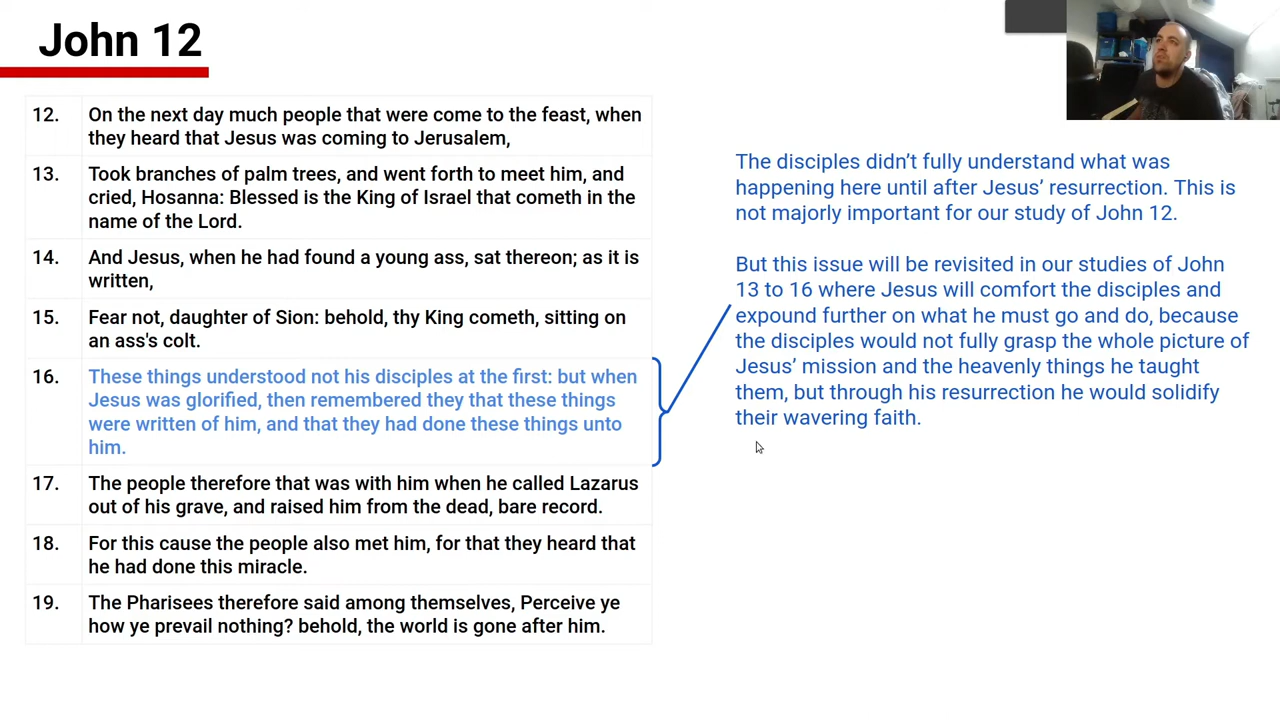 John 12
12. On the next day much people that were come to the feast, when
they heard that Jesus was coming to Jerusalem,
13. Took branches of palm trees, and went forth to meet him, and
cried, Hosanna: Blessed is the King of Israel that cometh in the
name of the Lord.
14. And Jesus, when he had found a young ass, sat thereon; as it is
written,
15. Fear not, daughter of Sion: behold, thy King cometh, sitting on
an ass's colt.
16. These things understood not his disciples at the first: but when
Jesus was glorified, then remembered they that these things
were written of him, and that they had done these things unto
him.
17. The people therefore that was with him when he called Lazarus
out of his grave, and raised him from the dead, bare record.
18. For this cause the people also met him, for that they heard that
he had done this miracle.
19. The Pharisees therefore said among themselves, Perceive ye
how ye prevail nothing? behold, the world is gone after him.
The disciples didn’t fully understand what was
happening here until after Jesus’ resurrection. This is
not majorly important for our study of John 12.
But this issue will be revisited in our studies of John
13 to 16 where Jesus will comfort the disciples and
expound further on what he must go and do, because
the disciples would not fully grasp the whole picture of
Jesus’ mission and the heavenly things he taught
them, but through his resurrection he would solidify
their wavering faith.